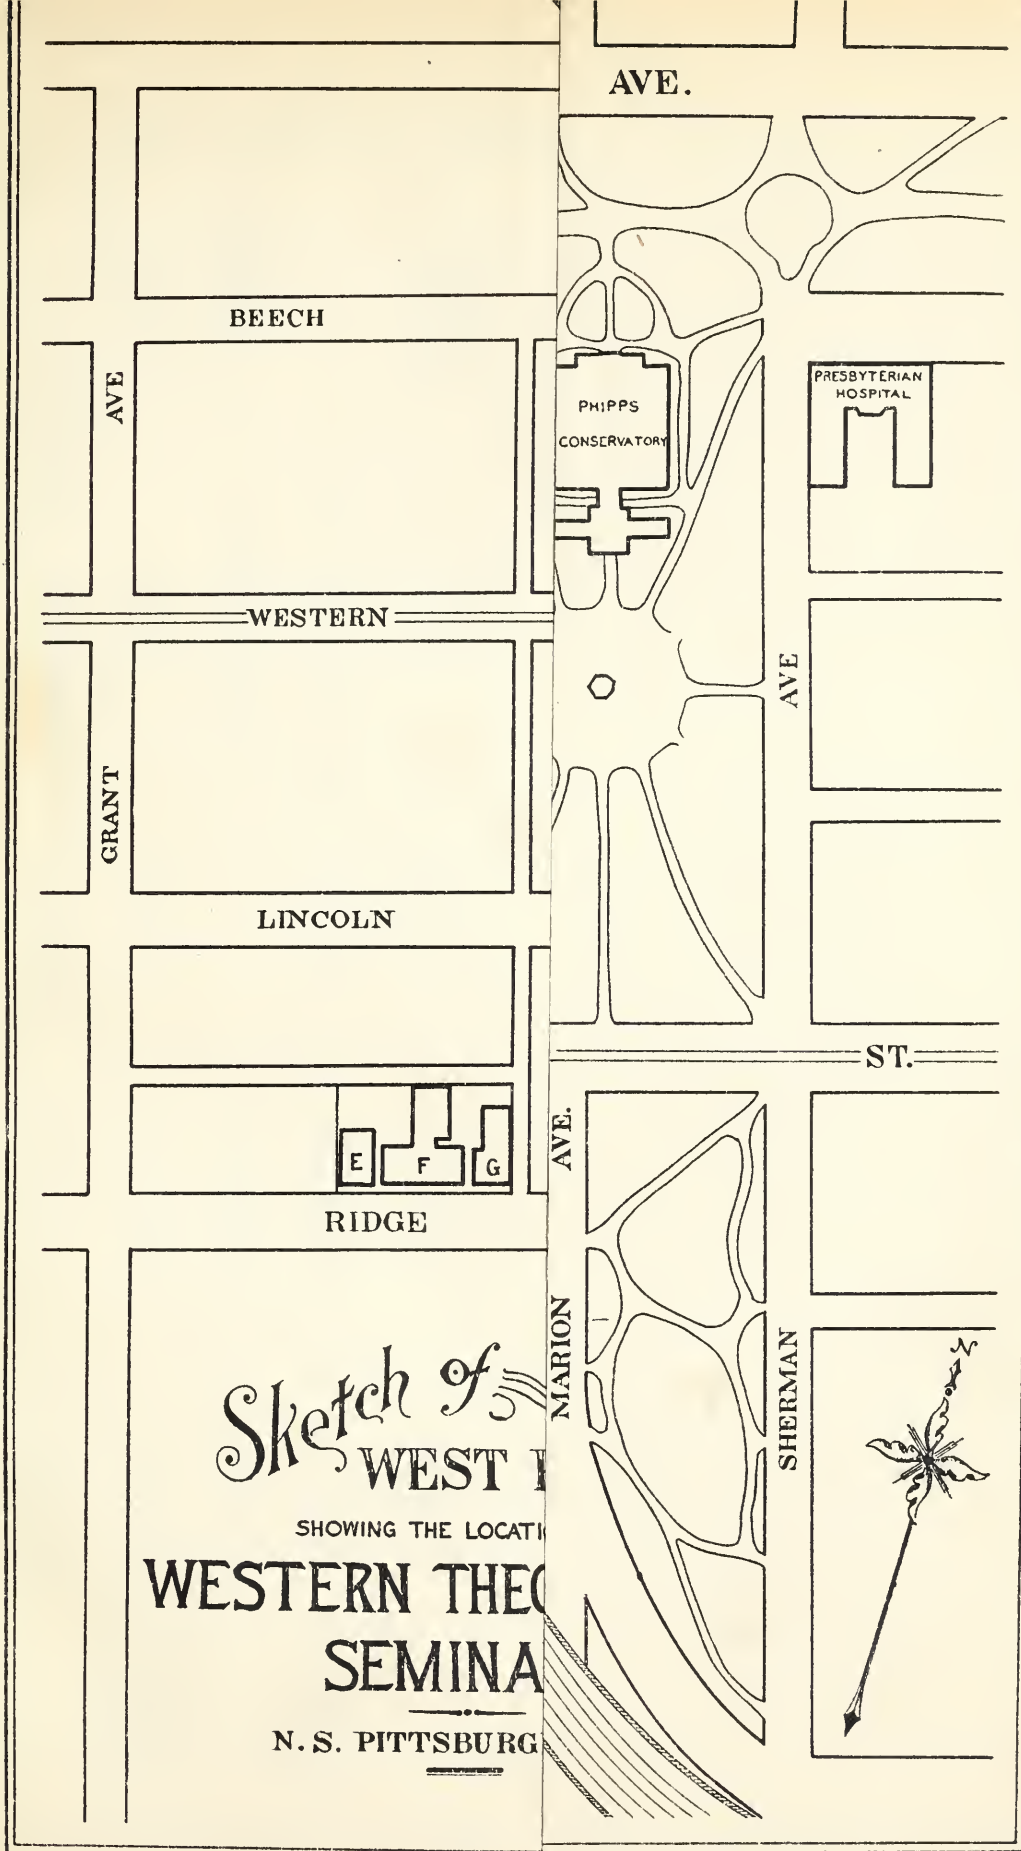 AVE.
BEECH
AVE
PRESBYTERIAN
HOSPITAL
PHIPPS
CONSERVATORY
WESTERN
AVE
GRANT
LINCOLN
ST.
AVE.
E F G
RIDGE
MARION
SHERMAN
N
Sketch of
WEST
SHOWING THE LOCATI
WESTERN THEO
SEMINA
N. S. PITTSBURG